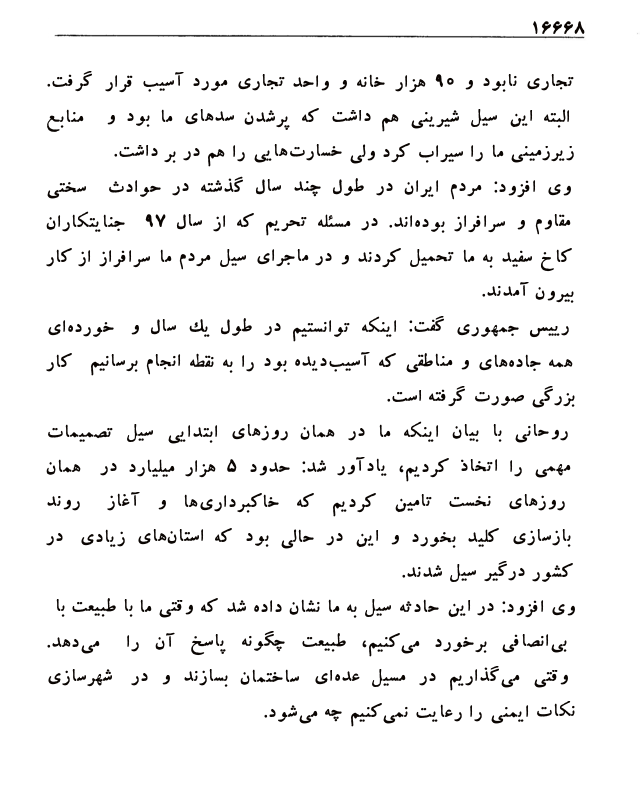 ۱۶۶۶۸
تجاری نابود و ۹۰ هزار خانه و واحد تجاری مورد آسیب قرار گرفت.
البته این سیل شیرینی هم داشت که پرشدن سدهای ما بود و منابع
زیرزمینی ما را سیراب کرد ولی خسارت‌هایی را هم در بر داشت.
وی افزود: مردم ایران در طول چند سال گذشته در حوادث سختی
مقاوم و سرافراز بوده‌اند. در مسئله تحریم که از سال ۹۷ جنایتکاران
کاخ سفید به ما تحمیل کردند و در ماجرای سیل مردم ما سرافراز از کار
بیرون آمدند.
رییس جمهوری گفت: اینکه توانستیم در طول یك سال و خورده‌ای
همه جاده‌های و مناطقی که آسیب‌دیده بود را به نقطه انجام برسانیم کار
بزرگی صورت گرفته است.
روحانی با بیان اینکه ما در همان روزهای ابتدایی سیل تصمیمات
مهمی را اتخاذ کردیم، یادآور شد: حدود ۵ هزار میلیارد در همان
روزهای نخست تامین کردیم که خاکبرداری‌ها و آغاز روند
بازسازی کلید بخورد و این در حالی بود که استان‌های زیادی در
کشور درگیر سیل شدند.
وی افزود: در این حادثه سیل به ما نشان داده شد که وقتی ما با طبیعت با
بی‌انصافی برخورد می‌کنیم، طبیعت چگونه پاسخ آن را می‌دهد.
وقتی می‌گذاریم در مسیل عده‌ای ساختمان بسازند و در شهرسازی
نکات ایمنی را رعایت نمی‌کنیم چه می‌شود.